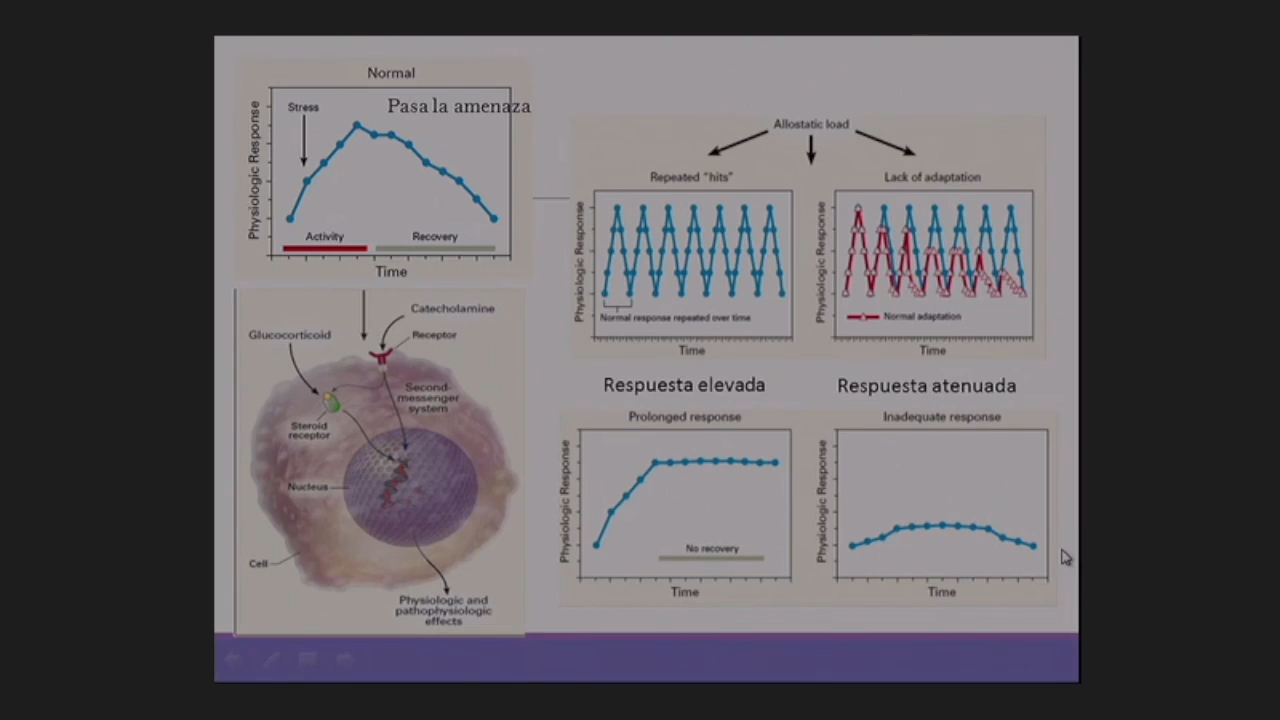 Normal
Stress
Pasa la amenaza
Physiologic Response
Activity
Recovery
Time
Allostatic load
Repeated "hits"
Physiologic Response
Normal response repeated over time
Time
Lack of adaptation
Physiologic Response
Normal adaptation
Time
Glucocorticoid
Catecholamine
Receptor
Second-
messenger
system
Steroid
receptor
Nucleus
Cell
Physiologic and
pathophysiologic
effects
Respuesta elevada
Prolonged response
Physiologic Response
No recovery
Time
Respuesta atenuada
Inadequate response
Physiologic Response
Time